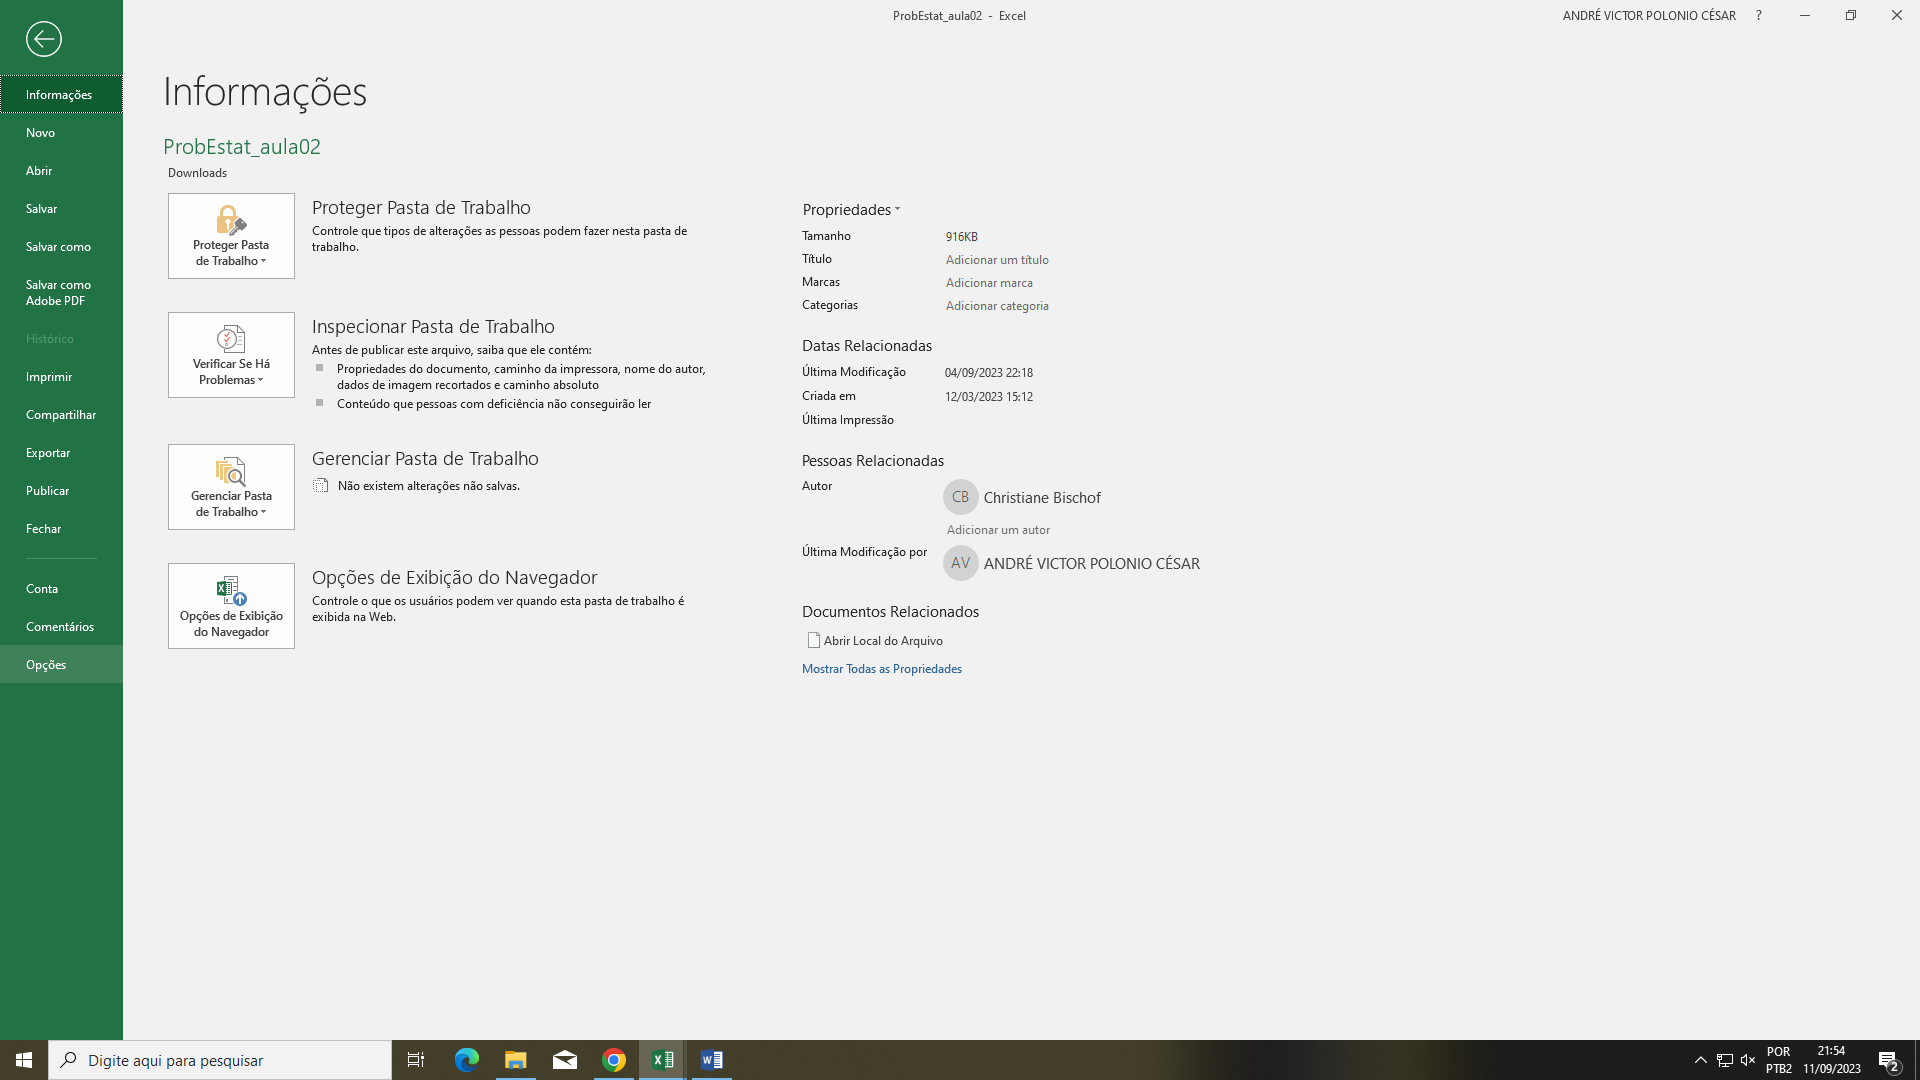 ProbEstat_aula02 - Excel
ANDRÉ VICTOR POLONIO CÉSAR
?
Informações
Novo
Abrir
Salvar
Salvar como
Salvar como
Adobe PDF
Histórico
Imprimir
Compartilhar
Exportar
Publicar
Fechar
Conta
Comentários
Opções
Informações
ProbEstat_aula02
Downloads
Proteger Pasta
de Trabalho
Proteger Pasta de Trabalho
Controle que tipos de alterações as pessoas podem fazer nesta pasta de
trabalho.
Verificar Se Há
Problemas
Inspecionar Pasta de Trabalho
Antes de publicar este arquivo, saiba que ele contém:
Propriedades do documento, caminho da impressora, nome do autor,
dados de imagem recortados e caminho absoluto
Conteúdo que pessoas com deficiência não conseguirão ler
Gerenciar Pasta
de Trabalho
Gerenciar Pasta de Trabalho
Não existem alterações não salvas.
Opções de Exibição
do Navegador
Opções de Exibição do Navegador
Controle o que os usuários podem ver quando esta pasta de trabalho é
exibida na Web.
Propriedades
Tamanho 916KB
Título Adicionar um título
Marcas Adicionar marca
Categorias Adicionar categoria
Datas Relacionadas
Última Modificação 04/09/2023 22:18
Criada em 12/03/2023 15:12
Última Impressão
Pessoas Relacionadas
Autor
CB Christiane Bischof
Adicionar um autor
Última Modificação por
AV ANDRÉ VICTOR POLONIO CÉSAR
Documentos Relacionados
Abrir Local do Arquivo
Mostrar Todas as Propriedades
Digite aqui para pesquisar
POR
PTB2
21:54
11/09/2023
2